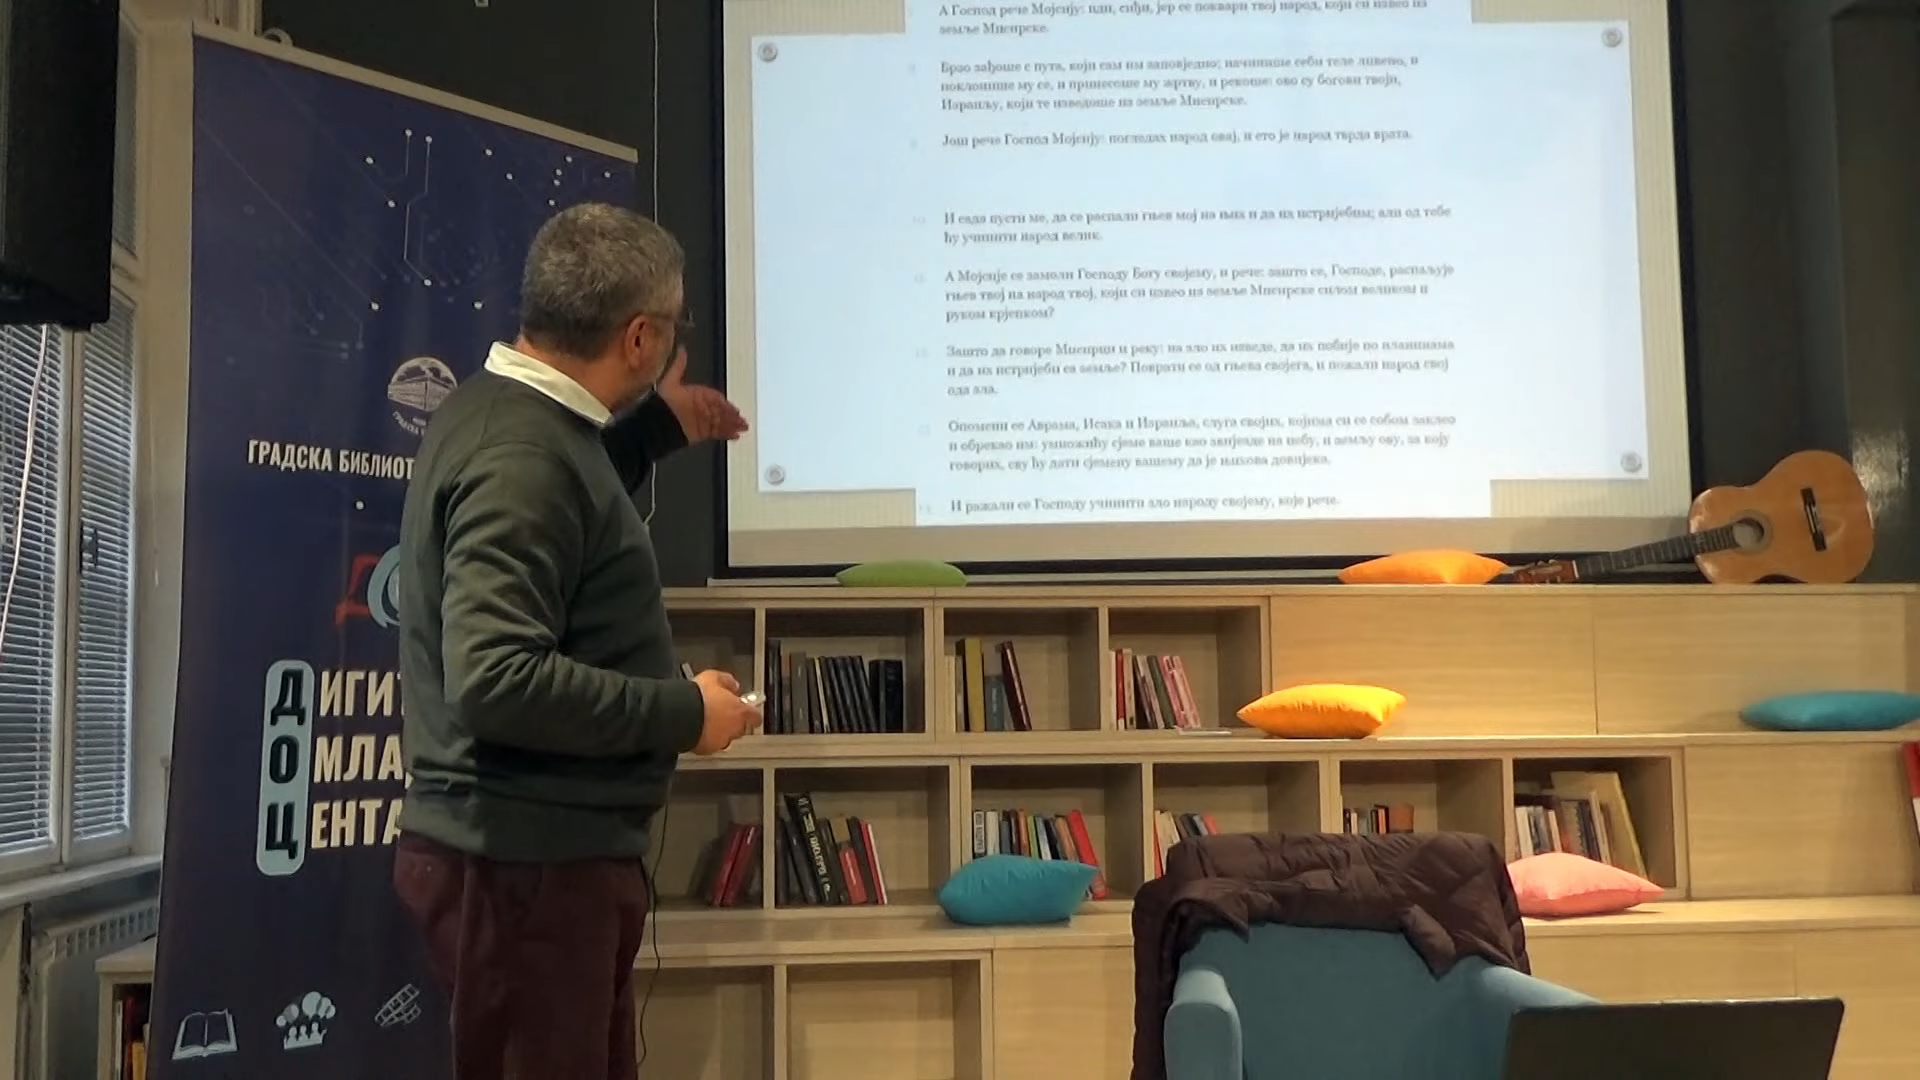 А Господ рече Мојсију: иди, сиђи, јер се поквари твој народ, који си извео из
земље Мисирске.
Брзо зађоше с пута, који сам им заповједио; начинише себи теле ливено, и
поклонише му се, и принесоше му жртву, и рекоше: ово су богови твоји,
Израиљу, који те изведоше из земље Мисирске.
Још рече Господ Мојсију: погледах народ овај, и ето је народ тврда врата.
И сада пусти ме, да се распали гњев мој на њих и да их истријебим; али од тебе
ћу учинити народ велик.
А Мојсије се замоли Господу Богу својему, и рече: зашто се, Господе, распаљује
гњев твој на народ твој, који си извео из земље Мисирске силом великом и
руком крјепком?
Зашто да говоре Мисирци и реку: на зло их изведе, да их побије по планинама
и да их истријеби са земље? Поврати се од гњева својега, и пожали народ свој
ода зла.
Опомени се Аврама, Исака и Израиља, слуга својих, којима си се собом заклео
и обрекао им: умножићу сјеме ваше као звијезде на небу, и земљу ову, за коју
говорих, сву ћу дати сјемену вашему да је њихова довијека.
И ражали се Господу учинити зло народу својему, које рече.
ГРАДСКА БИБЛИОТ
ДИГИТ
ОМЛА
ЦЕНТА